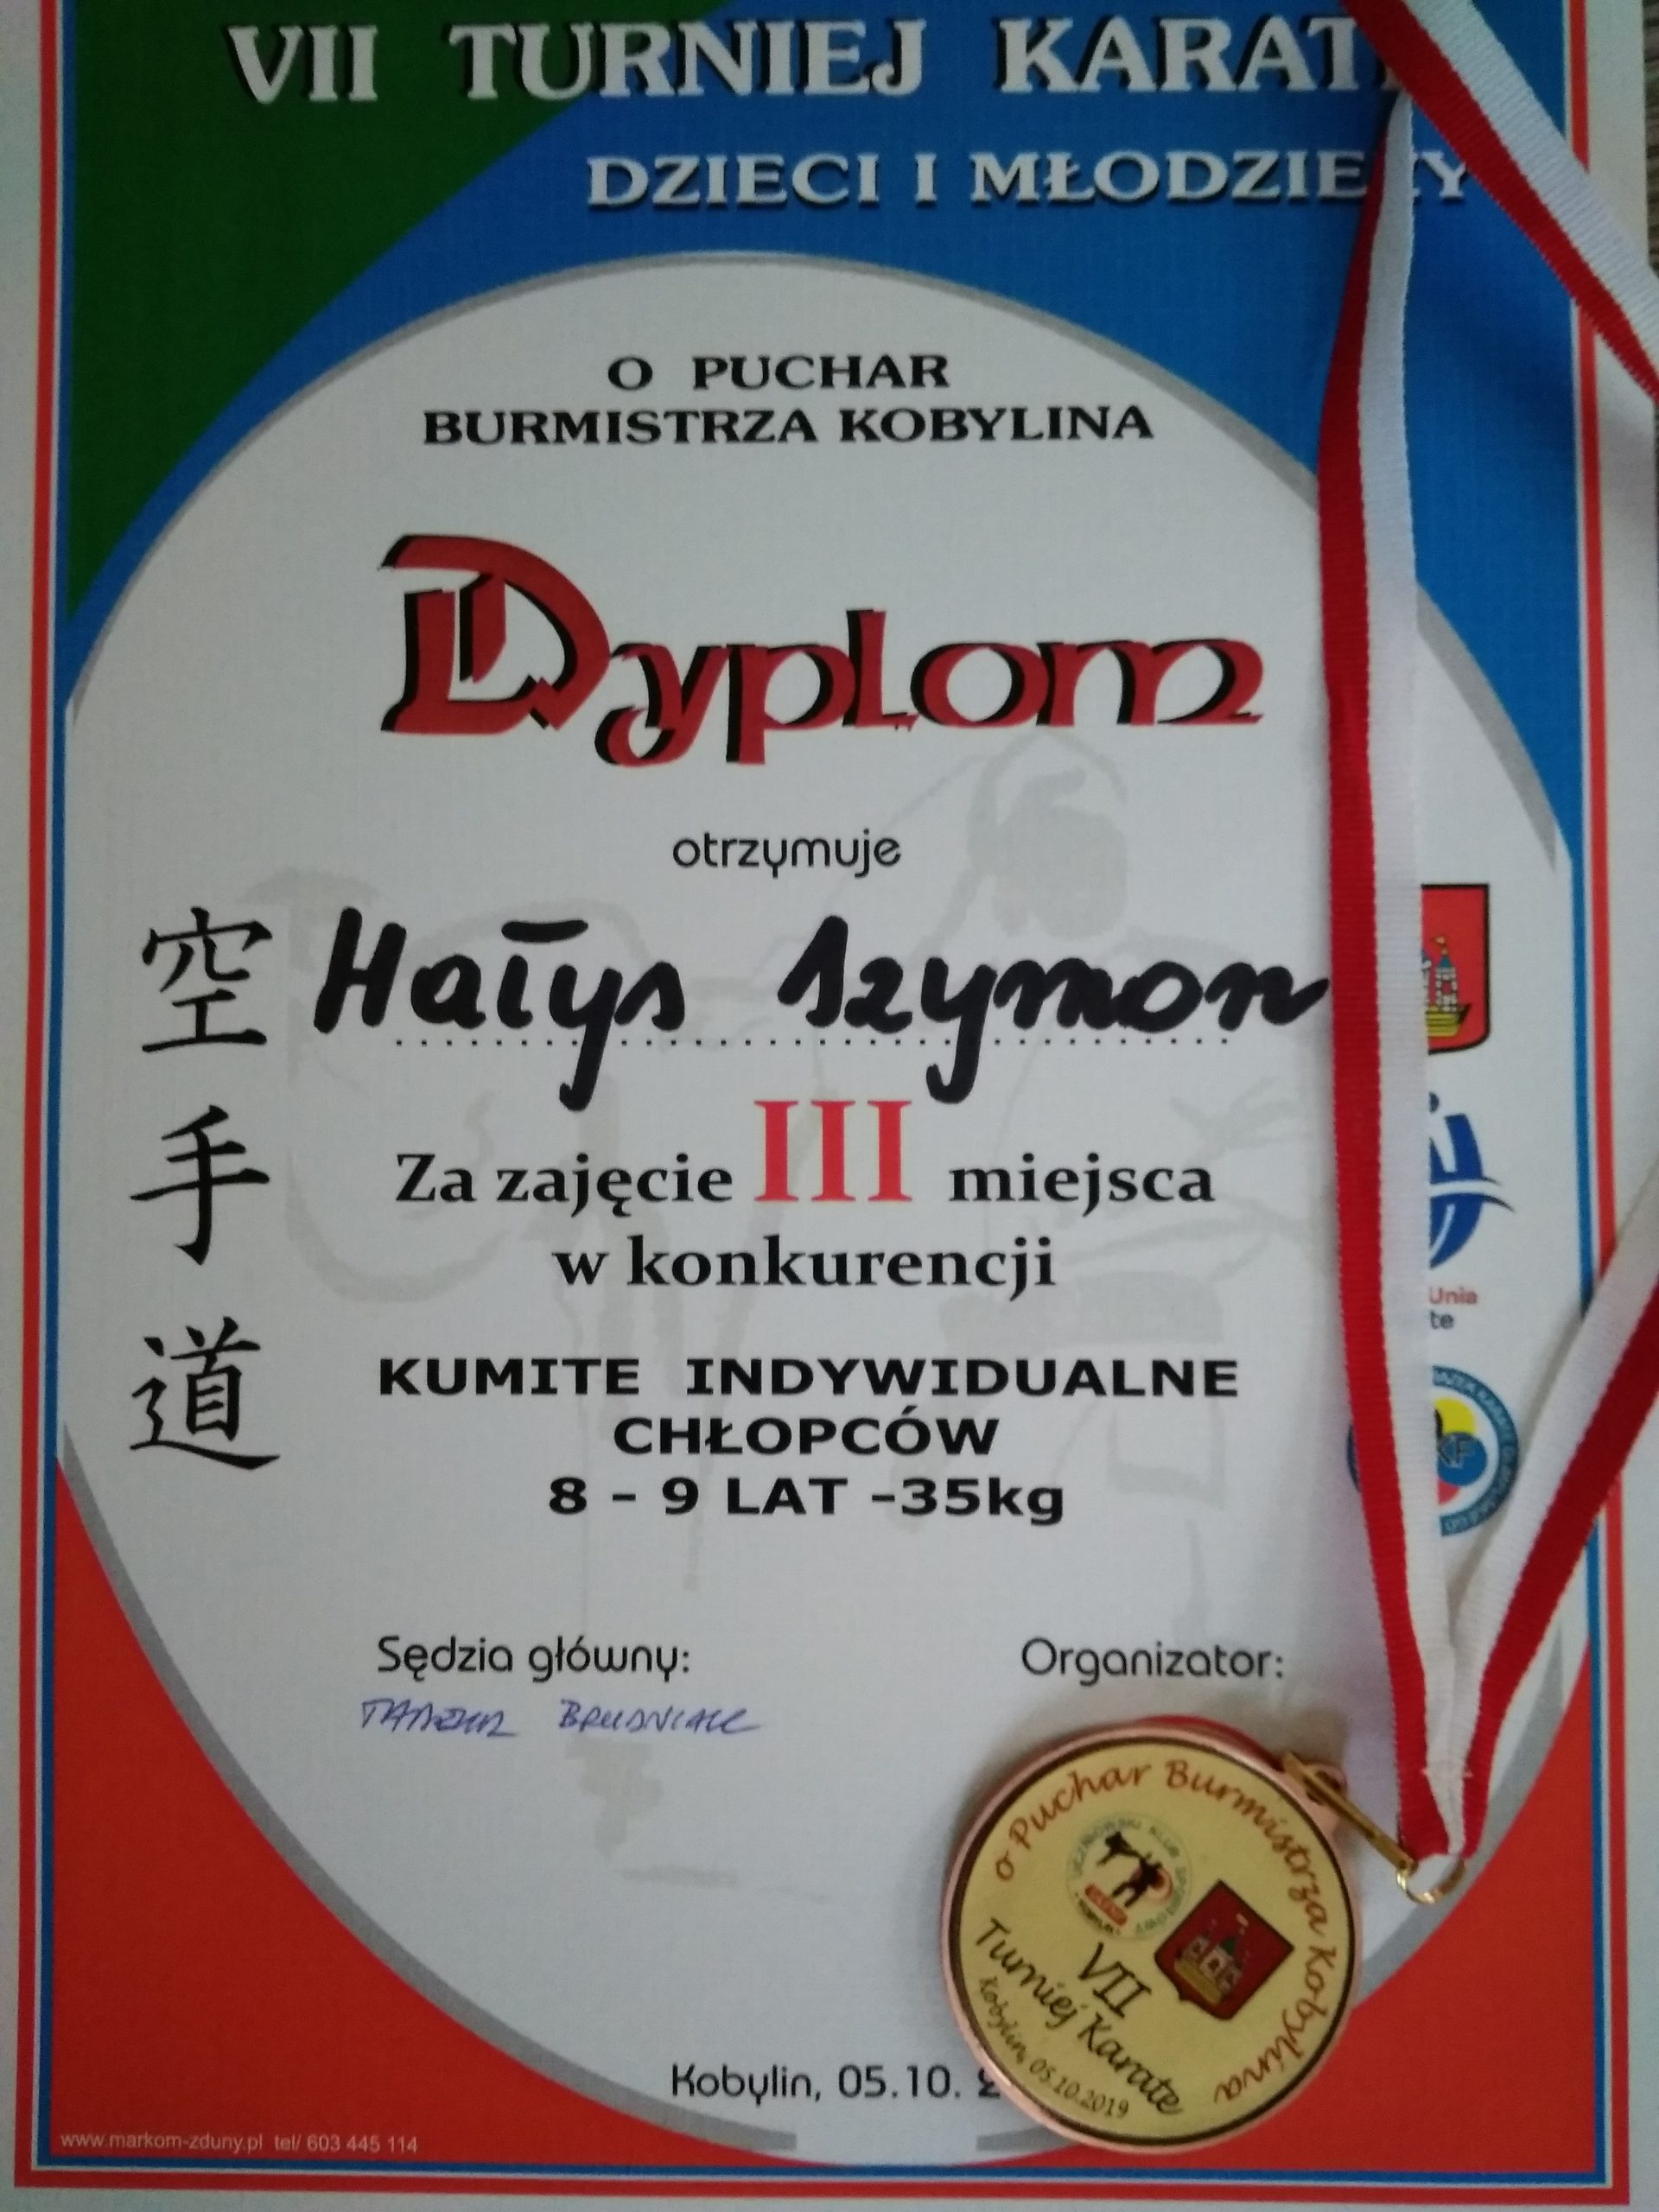 VII TURNIEJ KARAT
DZIECI I MŁODZIE Y
O PUCHAR
BURMISTRZA KOBYLINA
Dyplom
otrzymuje
Hałys Szymon
空
手
道
Za zajęcie III miejsca
w konkurencji
KUMITE INDYWIDUALNE
CHŁOPCÓW
8 - 9 LAT -35kg
Unia
te
Sędzia główny:
Organizator:
o Puchar Burmistrza Kobylina
VII
Turniej Karate
Kobylin, 05.10.2019
Kobylin, 05.10.
www.markom-zduny.pl tel/ 603 445 114